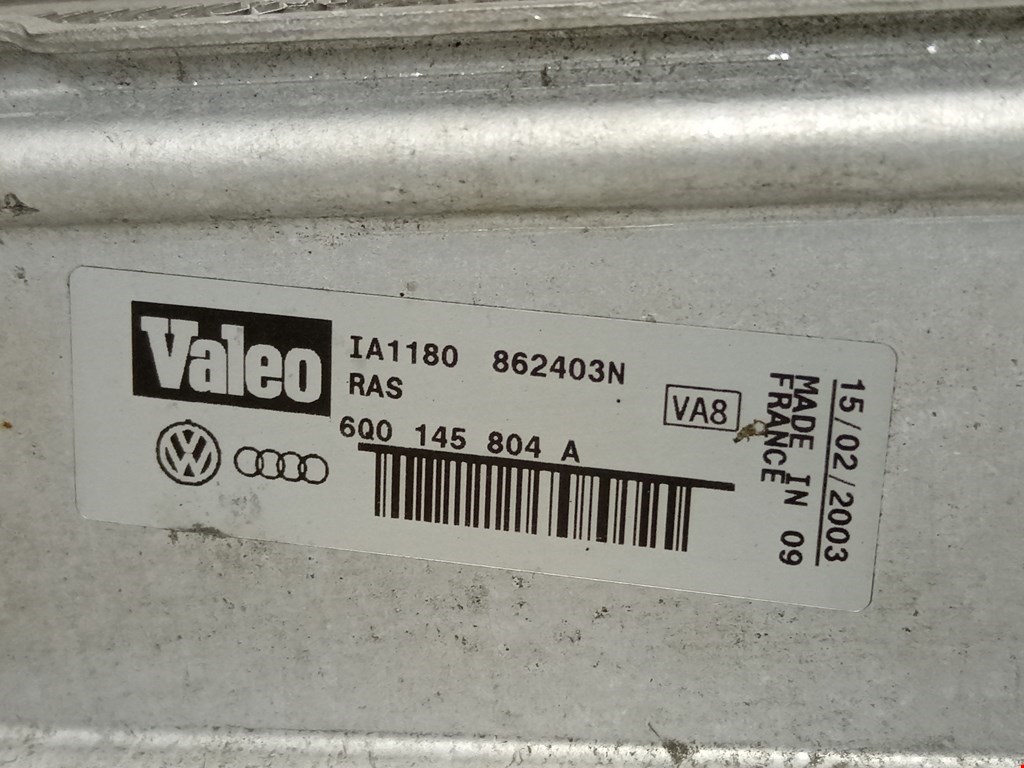 Valeo
IA1180 862403N
RAS
VA8
6Q0 145 804 A
15/02/2003
MADE IN 09
FRANCE